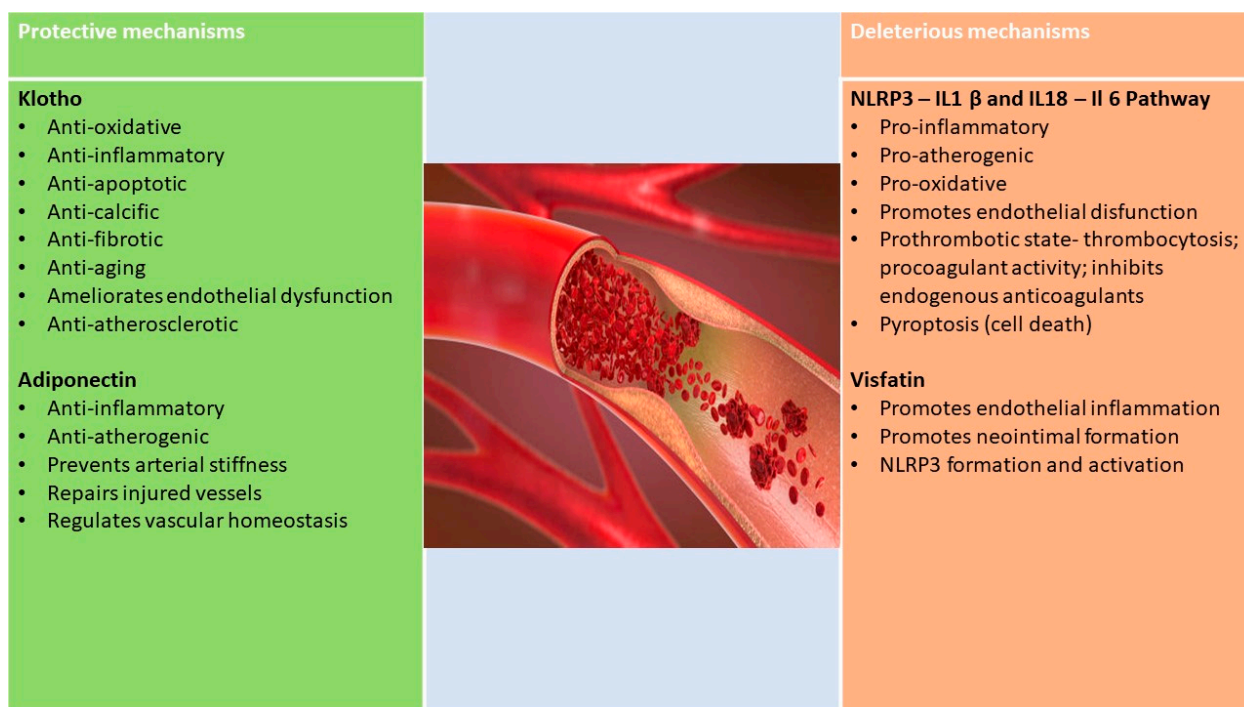 Protective mechanisms
Klotho
• Anti-oxidative
• Anti-inflammatory
• Anti-apoptotic
• Anti-calcific
• Anti-fibrotic
• Anti-aging
• Ameliorates endothelial dysfunction
• Anti-atherosclerotic
Adiponectin
• Anti-inflammatory
• Anti-atherogenic
• Prevents arterial stiffness
• Repairs injured vessels
• Regulates vascular homeostasis
Deleterious mechanisms
NLRP3 – IL1 β and IL18 – Il 6 Pathway
• Pro-inflammatory
• Pro-atherogenic
• Pro-oxidative
• Promotes endothelial disfunction
• Prothrombotic state- thrombocytosis;
procoagulant activity; inhibits
endogenous anticoagulants
• Pyroptosis (cell death)
Visfatin
• Promotes endothelial inflammation
• Promotes neointimal formation
• NLRP3 formation and activation